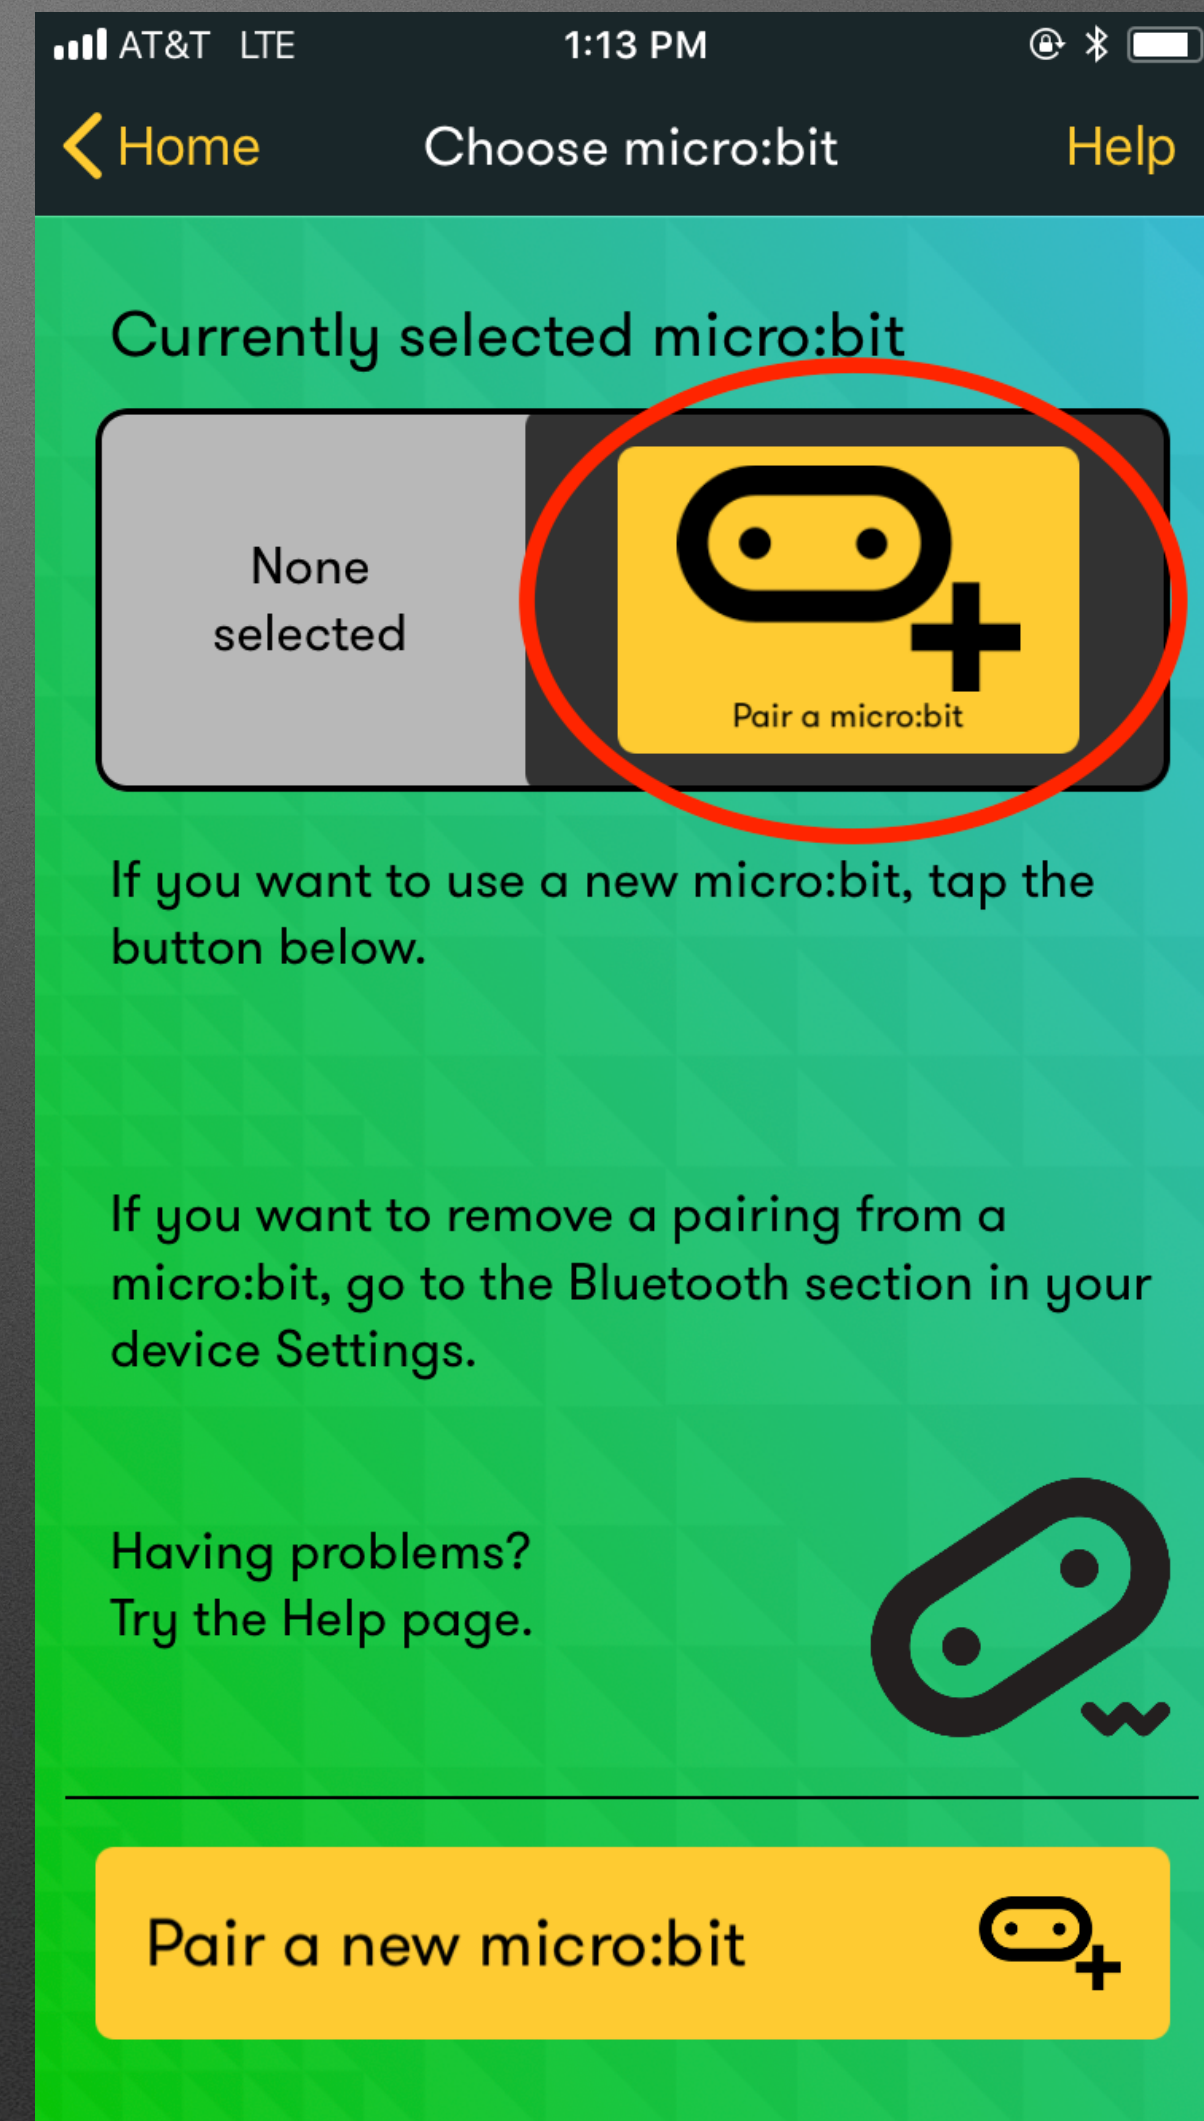 AT&T LTE 1:13 PM
Home Choose micro:bit Help
Currently selected micro:bit
None
selected
Pair a micro:bit
If you want to use a new micro:bit, tap the
button below.
If you want to remove a pairing from a
micro:bit, go to the Bluetooth section in your
device Settings.
Having problems?
Try the Help page.
Pair a new micro:bit